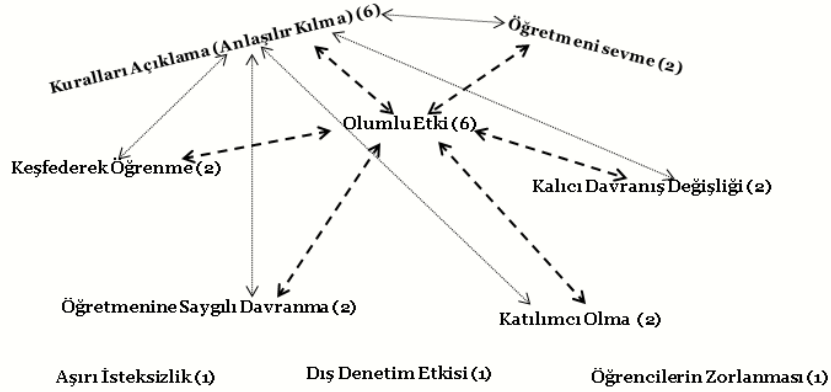 Kuralları Açıklama (Anlaşılır Kılma) (6)
Öğretmeni sevme (2)
Olumlu Etki (6)
Keşfederek Öğrenme (2)
Kalıcı Davranış Değişliği (2)
Öğretmenine Saygılı Davranma (2)
Katılımcı Olma (2)
Aşırı İsteksizlik (1)
Dış Denetim Etkisi (1)
Öğrencilerin Zorlanması (1)